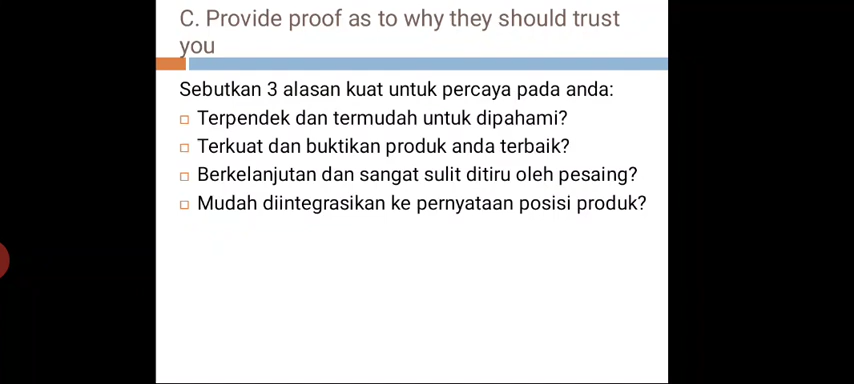 C. Provide proof as to why they should trust
you
Sebutkan 3 alasan kuat untuk percaya pada anda:
Terpendek dan termudah untuk dipahami?
Terkuat dan buktikan produk anda terbaik?
Berkelanjutan dan sangat sulit ditiru oleh pesaing?
Mudah diintegrasikan ke pernyataan posisi produk?